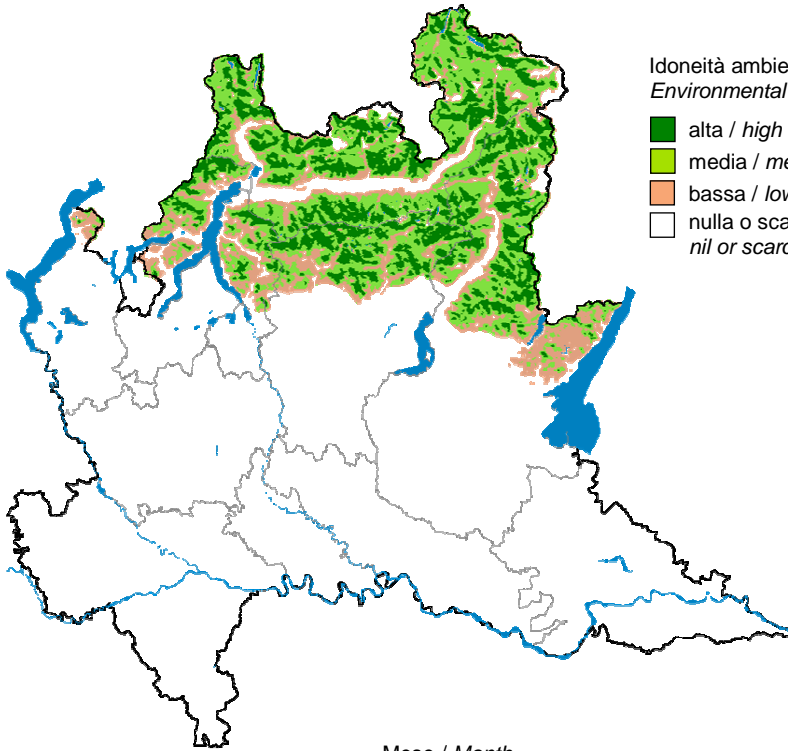 Idoneità ambie
Environmental
alta / high
media / me
bassa / low
nulla o sca
nil or scarc
Mese / Month